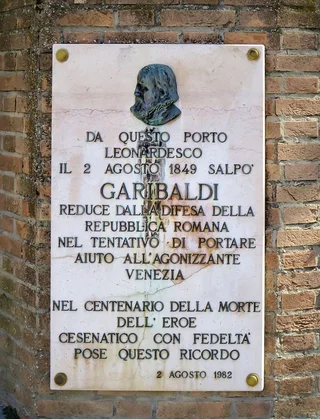 DA QUESTO PORTO
LEONARDESCO
IL 2 AGOSTO 1849 SALPO'
GARIBALDI
REDUCE DALLA DIFESA DELLA
REPUBBLICA ROMANA
NEL TENTATIVO DI PORTARE
AIUTO ALL'AGONIZZANTE
VENEZIA
NEL CENTENARIO DELLA MORTE
DELL' EROE
CESENATICO CON FEDELTA'
POSE QUESTO RICORDO
2 AGOSTO 1982